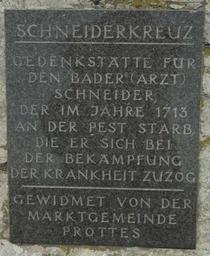 SCHNEIDERKREUZ
GEDENKSTÄTTE FÜR
DEN BADER (ARZT)
SCHNEIDER,
DER IM JAHRE 1713
AN DER PEST STARB,
DIE ER SICH BEI
DER BEKÄMPFUNG
DER KRANKHEIT ZUZOG
GEWIDMET VON DER
MARKTGEMEINDE
PROTTES